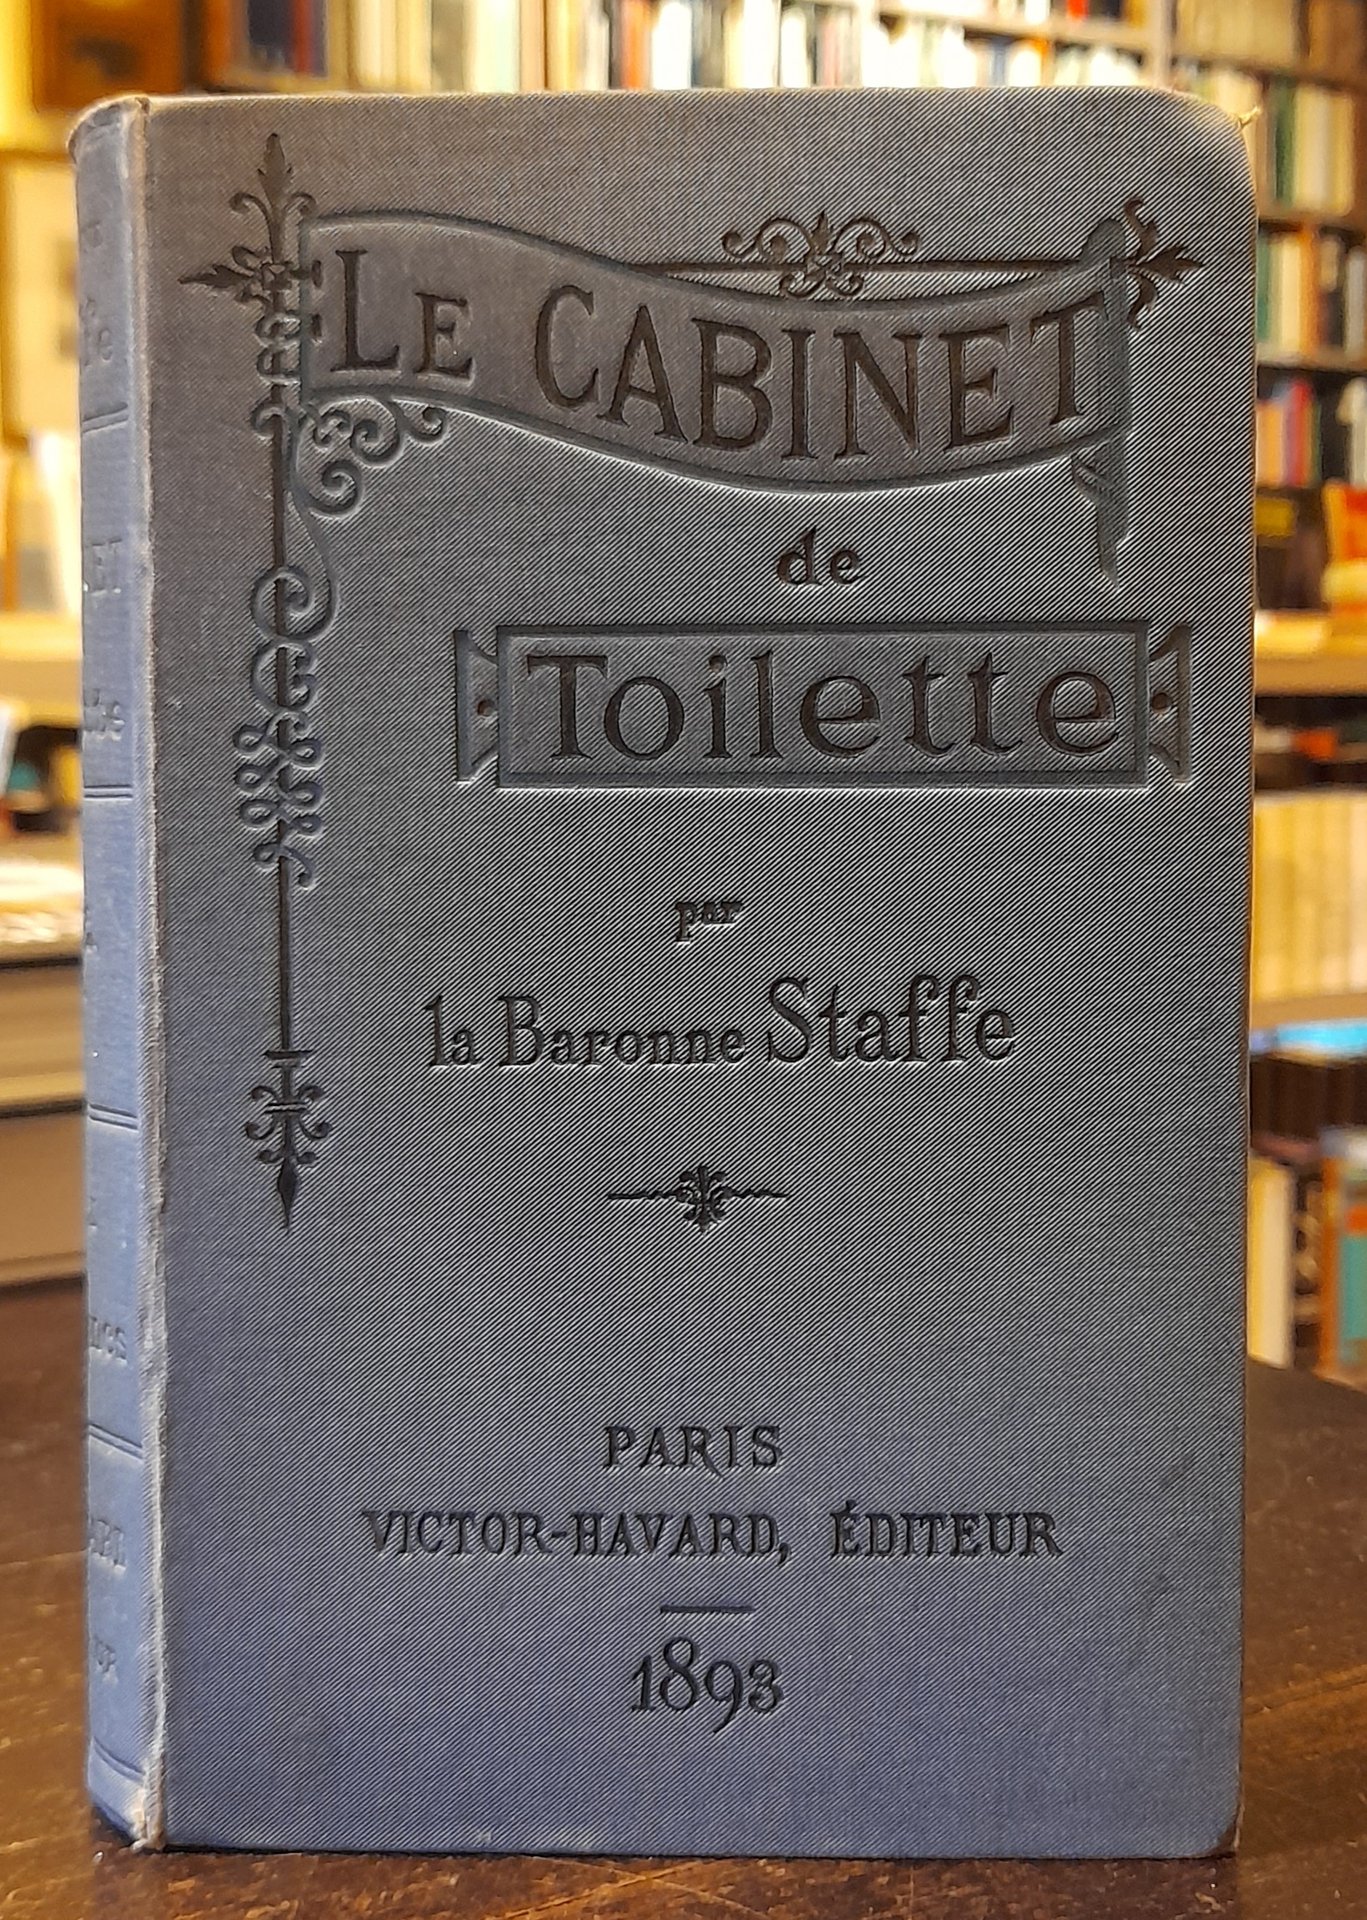 LE CABINET
de
Toilette
par
la Baronne Staffe
PARIS
VICTOR-HAVARD, ÉDITEUR
1893